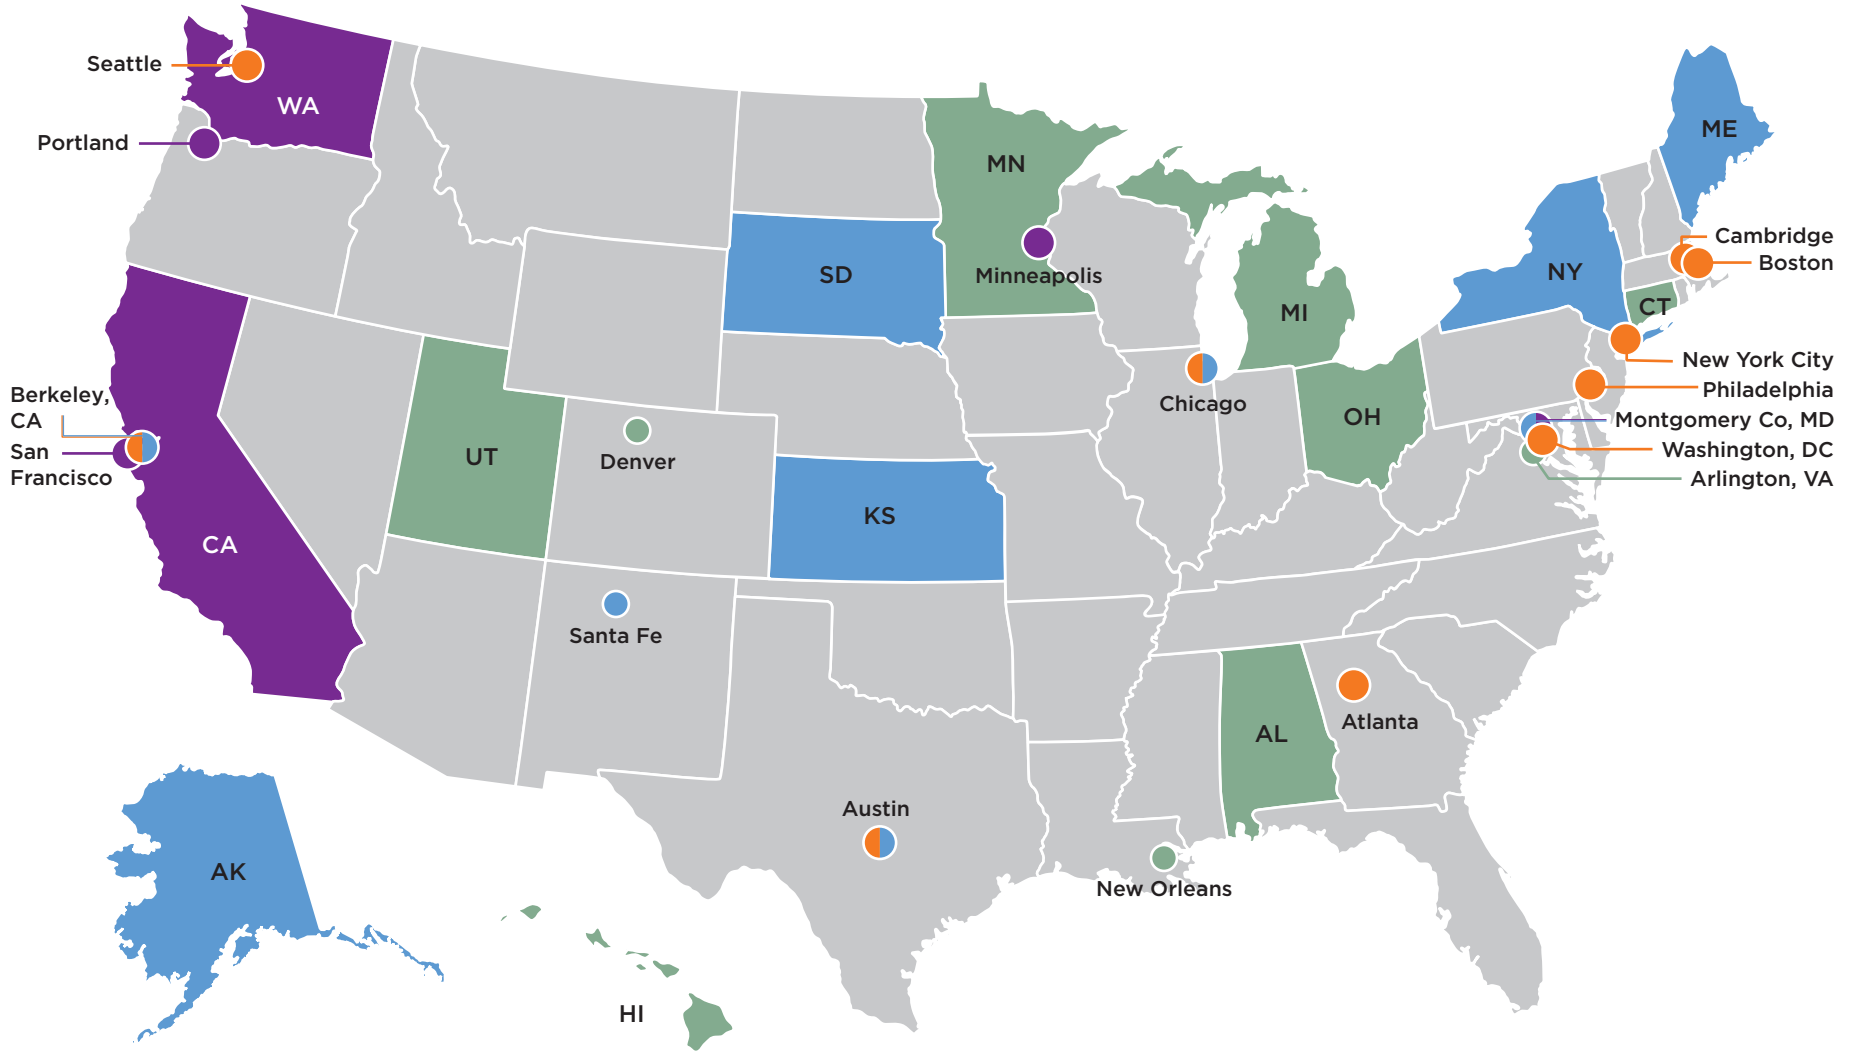 Seattle
WA
Portland
MN
ME
Minneapolis
SD
NY
Cambridge
Boston
MI
CT
New York City
Philadelphia
Berkeley,
CA
San
Francisco
UT
Denver
Chicago
OH
Montgomery Co, MD
Washington, DC
Arlington, VA
KS
CA
Santa Fe
AL
Atlanta
Austin
New Orleans
AK
HI